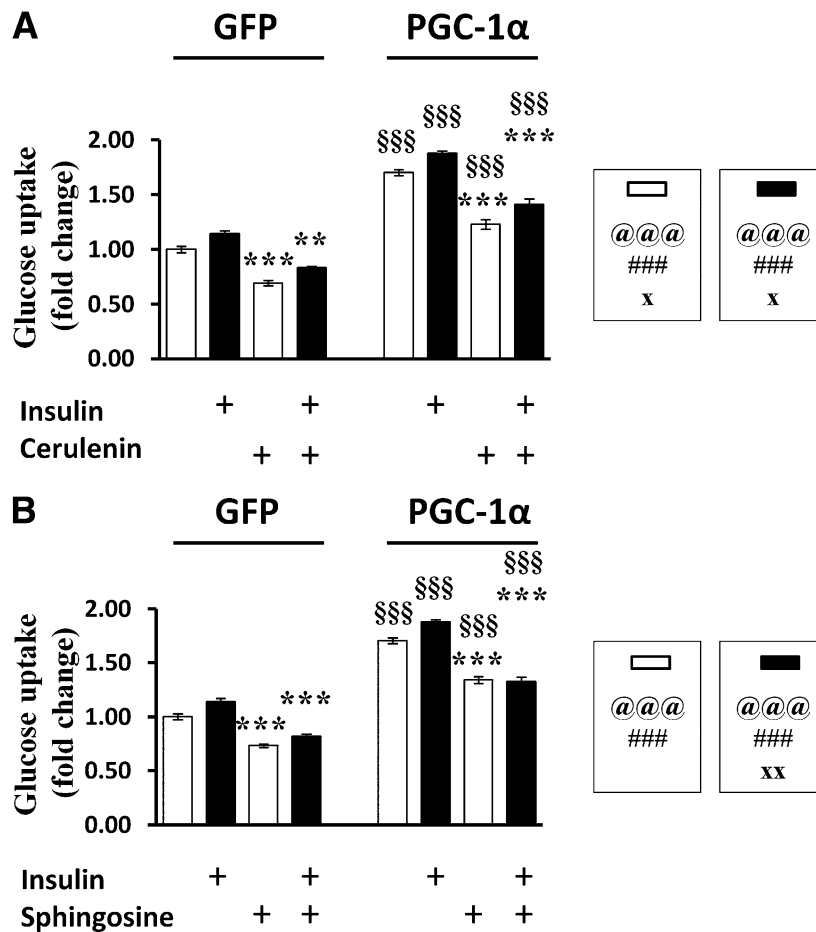 A
GFP PGC-1α
§§§
§§§ §§§ ***
2.00 §§§
1.50 ***
1.00 *** **
0.50
0.00
Glucose uptake
(fold change)
@@@ @@@
### ###
x x
Insulin + + + +
Cerulenin + + + +
B
GFP PGC-1α
§§§
§§§ ***
2.00 §§§ §§§
1.50 ***
1.00 *** ***
0.50
0.00
Glucose uptake
(fold change)
@@@ @@@
### ###
xx
Insulin + + + +
Sphingosine + + + +